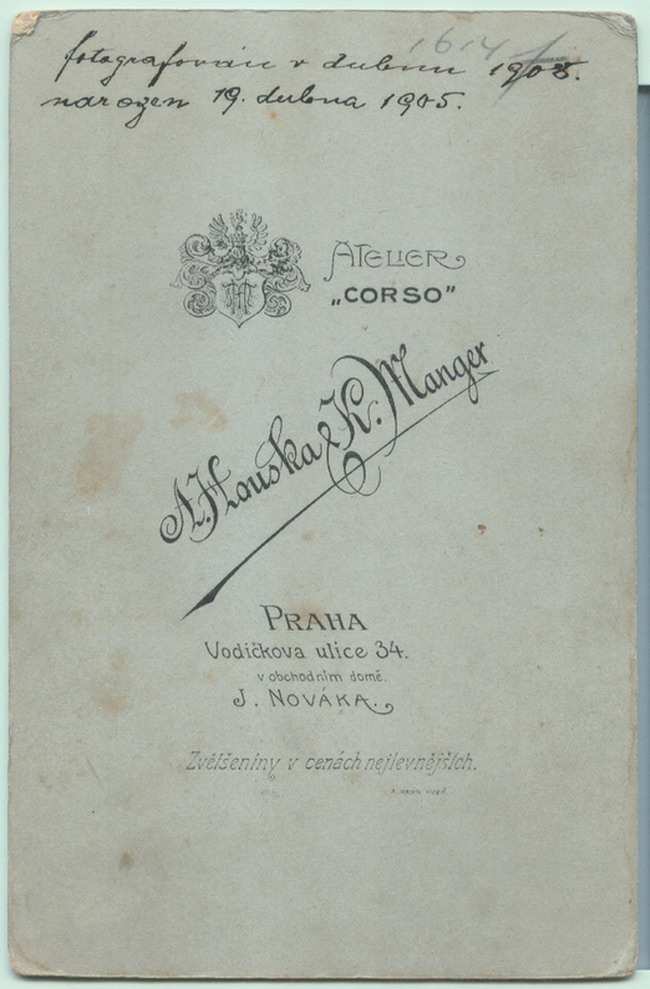 1614
fotografován v dubnu 1908.
narozen 19. dubna 1905.
ATELIER
„CORSO”
A. Houska & K. Manger
PRAHA
Vodičkova ulice 34.
v obchodním domě.
J. NOVÁKA.
Zvětšeniny v cenách nejlevnějších.